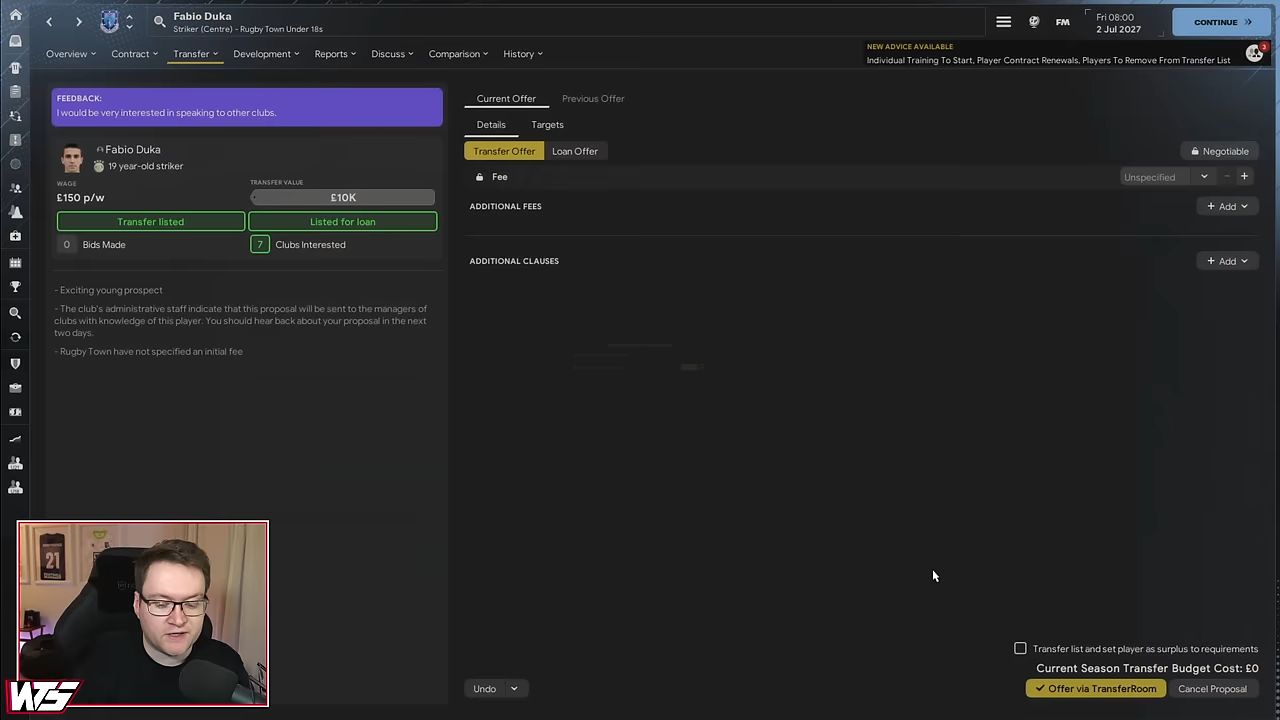 Fabio Duka
Striker (Centre) - Rugby Town Under 18s
FM
Fri 08:00
2 Jul 2027
CONTINUE
Overview
Contract
Transfer
Development
Reports
Discuss
Comparison
History
NEW ADVICE AVAILABLE
Individual Training To Start, Player Contract Renewals, Players To Remove From Transfer List
3
FEEDBACK:
I would be very interested in speaking to other clubs.
Fabio Duka
19 year-old striker
WAGE
£150 p/w
TRANSFER VALUE
£10K
Transfer listed
Listed for loan
0 Bids Made
7 Clubs Interested
- Exciting young prospect
- The club's administrative staff indicate that this proposal will be sent to the managers of
clubs with knowledge of this player. You should hear back about your proposal in the next
two days.
- Rugby Town have not specified an initial fee
Current Offer
Previous Offer
Details
Targets
Transfer Offer
Loan Offer
Negotiable
Fee
Unspecified
ADDITIONAL FEES
+ Add
ADDITIONAL CLAUSES
+ Add
Transfer list and set player as surplus to requirements
Current Season Transfer Budget Cost: £0
Undo
Offer via TransferRoom
Cancel Proposal
21
WTS